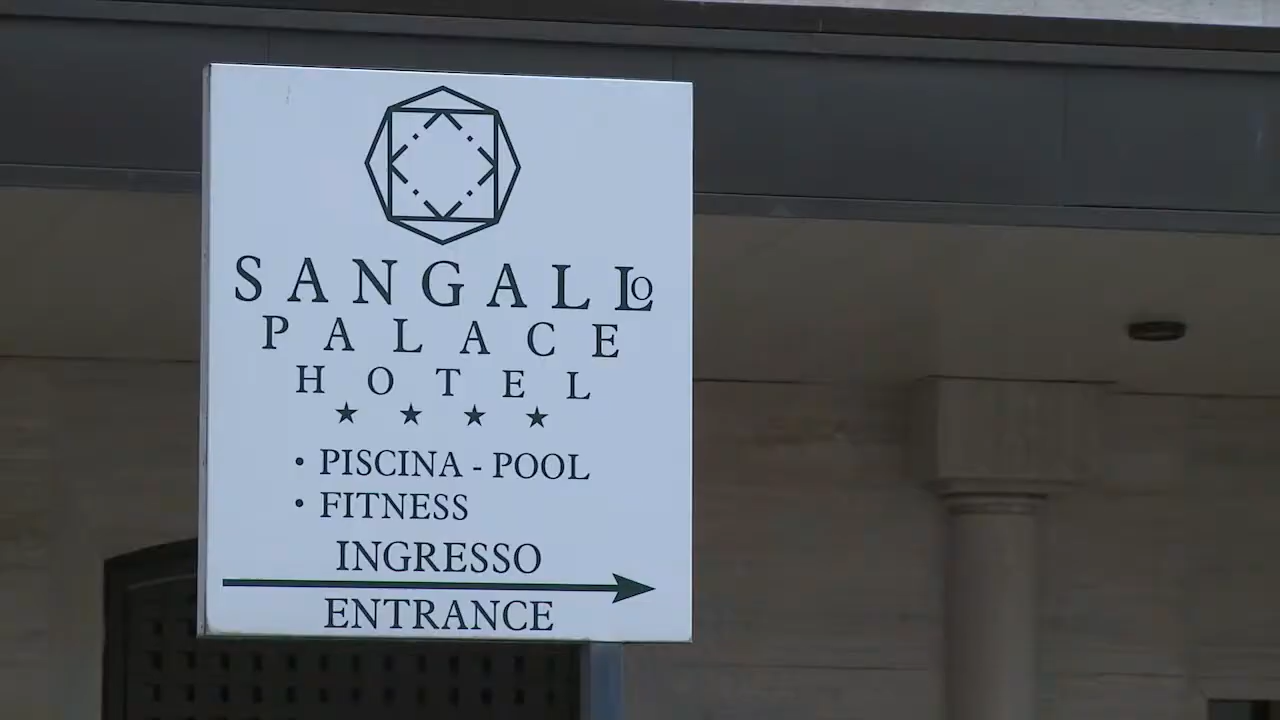 SANGALLO
PALACE
HOTEL
★ ★ ★ ★
• PISCINA - POOL
• FITNESS
INGRESSO
ENTRANCE